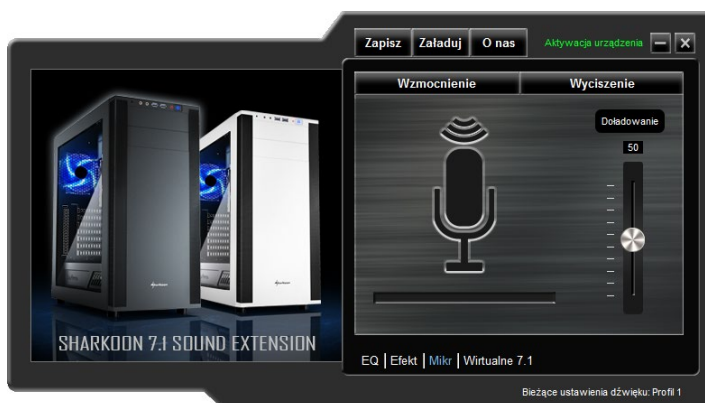 Zapisz Załaduj O nas Aktywacja urządzenia
Wzmocnienie Wyciszenie
Doładowanie
50
SHARKOON 7.1 SOUND EXTENSION
EQ | Efekt | Mikr | Wirtualne 7.1
Bieżące ustawienia dźwięku: Profil 1